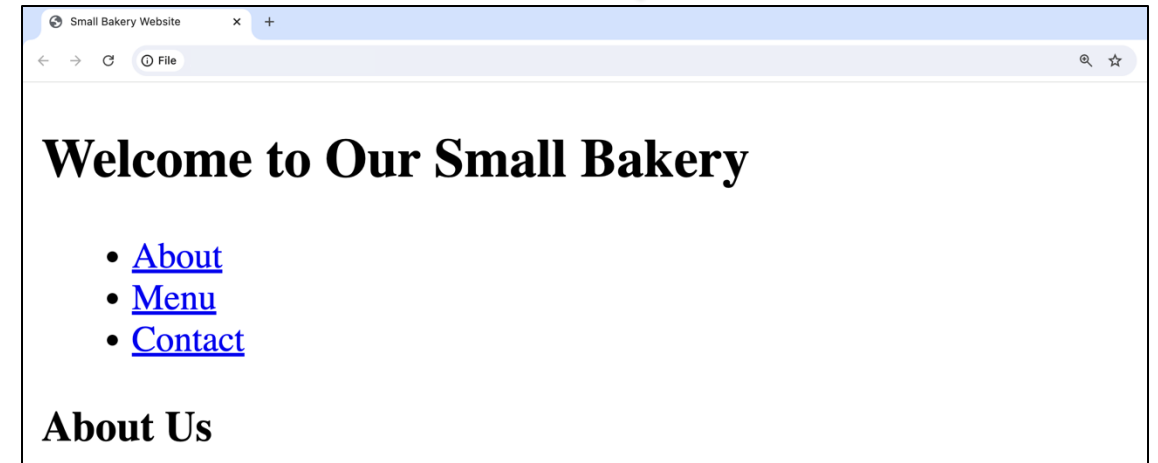 Small Bakery Website
File
Welcome to Our Small Bakery
About
Menu
Contact
About Us